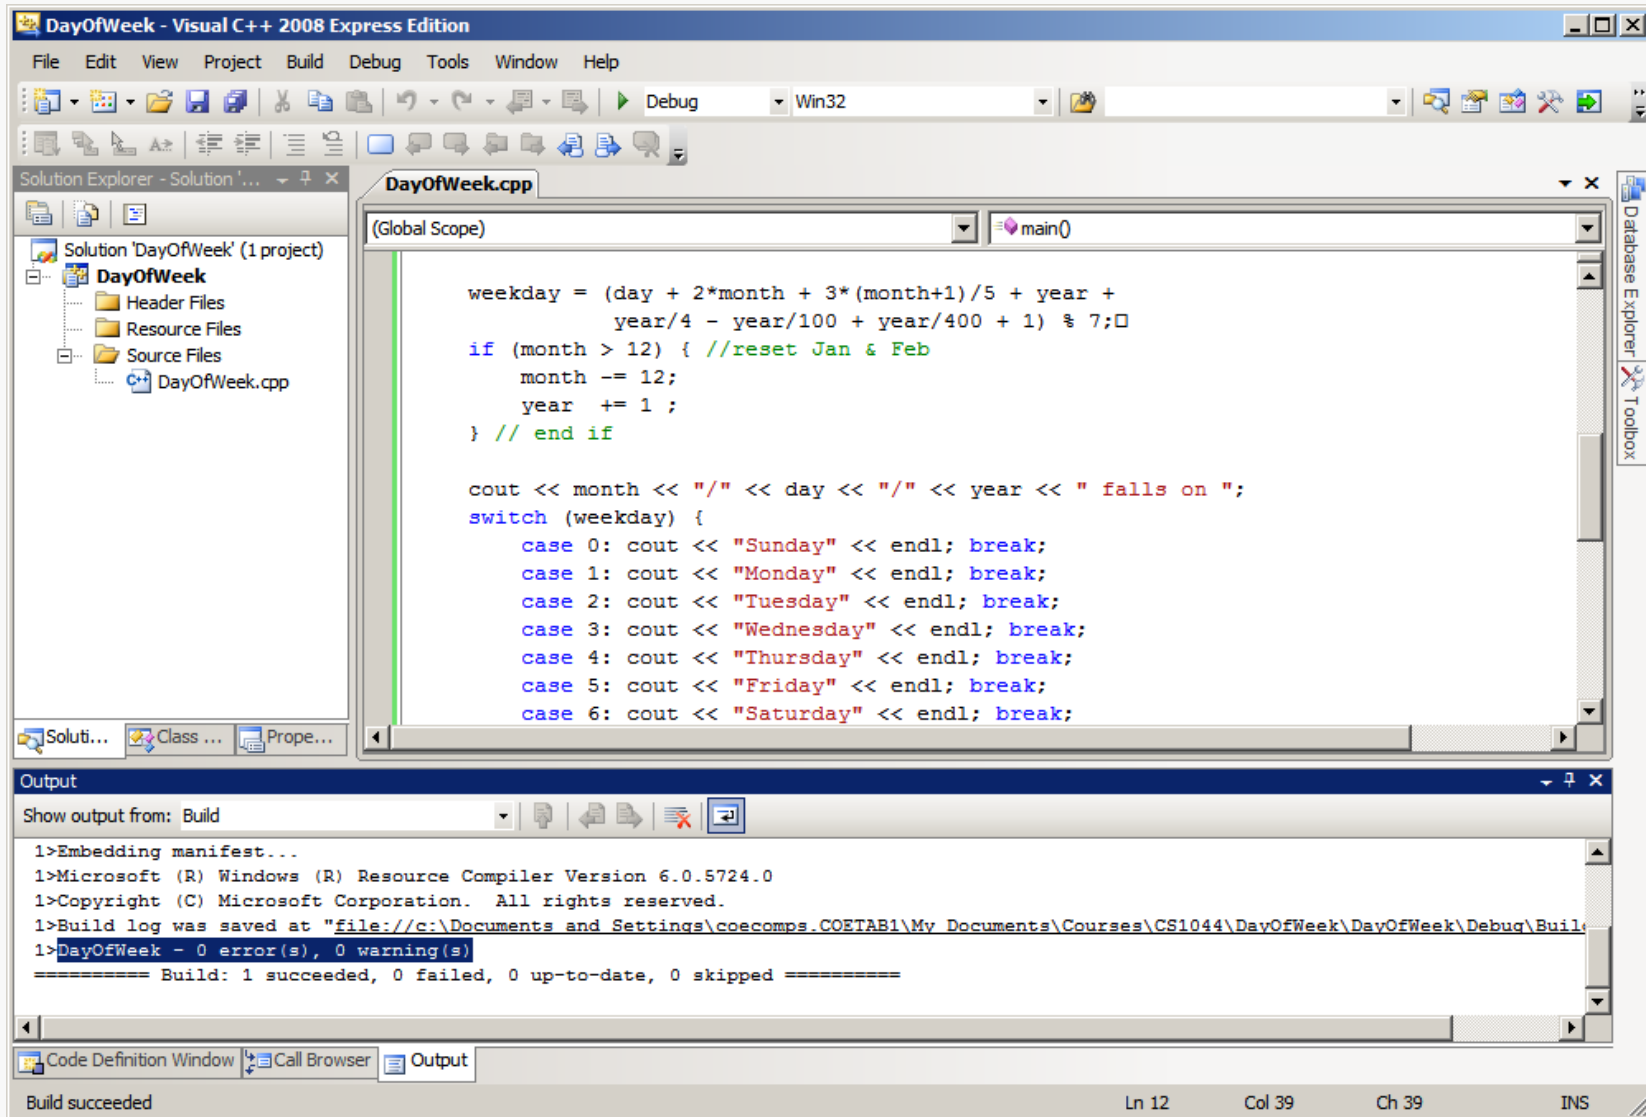 DayOfWeek - Visual C++ 2008 Express Edition
File Edit View Project Build Debug Tools Window Help
Debug Win32
Solution Explorer - Solution '...
Solution 'DayOfWeek' (1 project)
DayOfWeek
Header Files
Resource Files
Source Files
DayOfWeek.cpp
Soluti... Class ... Prope...
DayOfWeek.cpp
(Global Scope) main()
weekday = (day + 2*month + 3*(month+1)/5 + year +
year/4 - year/100 + year/400 + 1) % 7;□
if (month > 12) { //reset Jan & Feb
month -= 12;
year += 1 ;
} // end if
cout << month << "/" << day << "/" << year << " falls on ";
switch (weekday) {
case 0: cout << "Sunday" << endl; break;
case 1: cout << "Monday" << endl; break;
case 2: cout << "Tuesday" << endl; break;
case 3: cout << "Wednesday" << endl; break;
case 4: cout << "Thursday" << endl; break;
case 5: cout << "Friday" << endl; break;
case 6: cout << "Saturday" << endl; break;
Database Explorer
Toolbox
Output
Show output from: Build
1>Embedding manifest...
1>Microsoft (R) Windows (R) Resource Compiler Version 6.0.5724.0
1>Copyright (C) Microsoft Corporation. All rights reserved.
1>Build log was saved at "file://c:\Documents and Settings\coecomps.COETAB1\My Documents\Courses\CS1044\DayOfWeek\DayOfWeek\Debug\Buil
1>DayOfWeek - 0 error(s), 0 warning(s)
========== Build: 1 succeeded, 0 failed, 0 up-to-date, 0 skipped ==========
Code Definition Window Call Browser Output
Build succeeded Ln 12 Col 39 Ch 39 INS